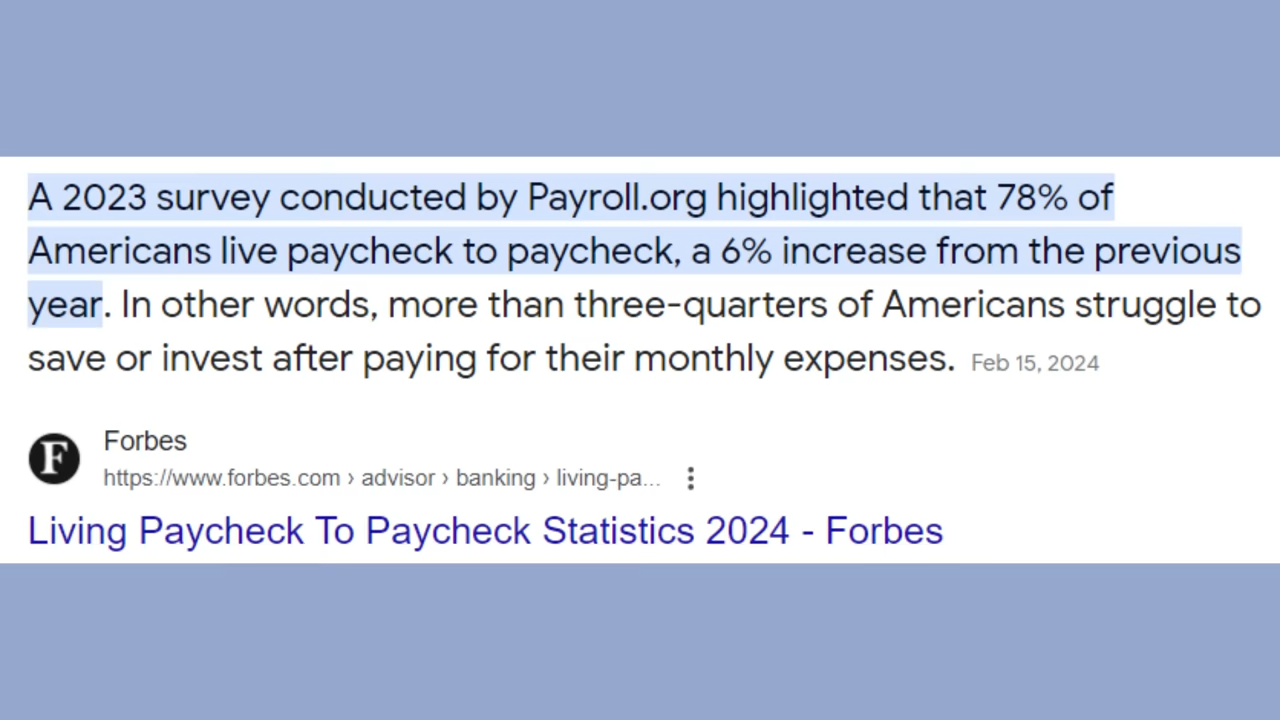 A 2023 survey conducted by Payroll.org highlighted that 78% of
Americans live paycheck to paycheck, a 6% increase from the previous
year. In other words, more than three-quarters of Americans struggle to
save or invest after paying for their monthly expenses. Feb 15, 2024
F
Forbes
https://www.forbes.com › advisor › banking › living-pa...
Living Paycheck To Paycheck Statistics 2024 - Forbes